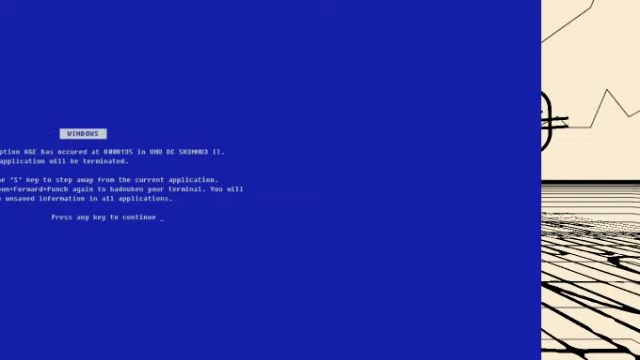 WINDOWS
ption A&E has occured at
application will be terminated.
key to step away from the current application.
Forward+Punch again to hadouken your terminal. You will
unsaved information in all applications.
Press any key to continue _